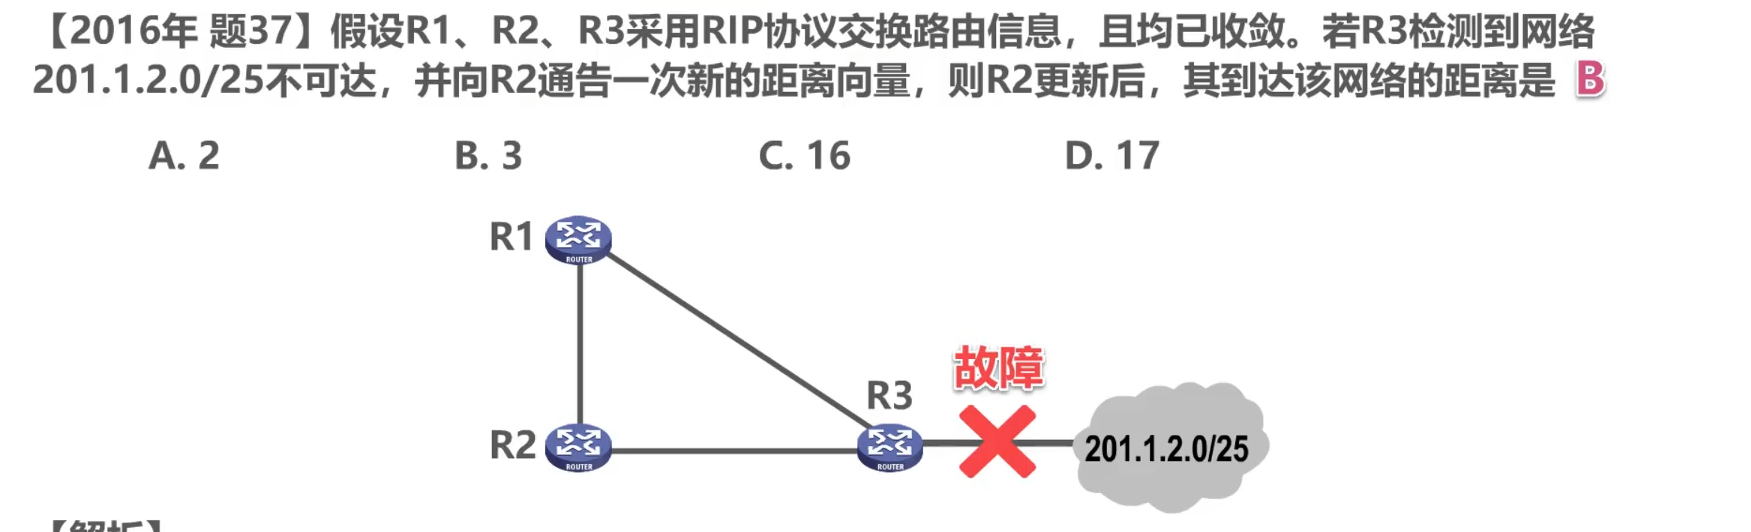 【2016年 题37】假设R1、R2、R3采用RIP协议交换路由信息，且均已收敛。若R3检测到网络
201.1.2.0/25不可达，并向R2通告一次新的距离向量，则R2更新后，其到达该网络的距离是 B
A. 2 B. 3 C. 16 D. 17
R1
ROUTER
故障
R3
R2
ROUTER
ROUTER
201.1.2.0/25
【解析】